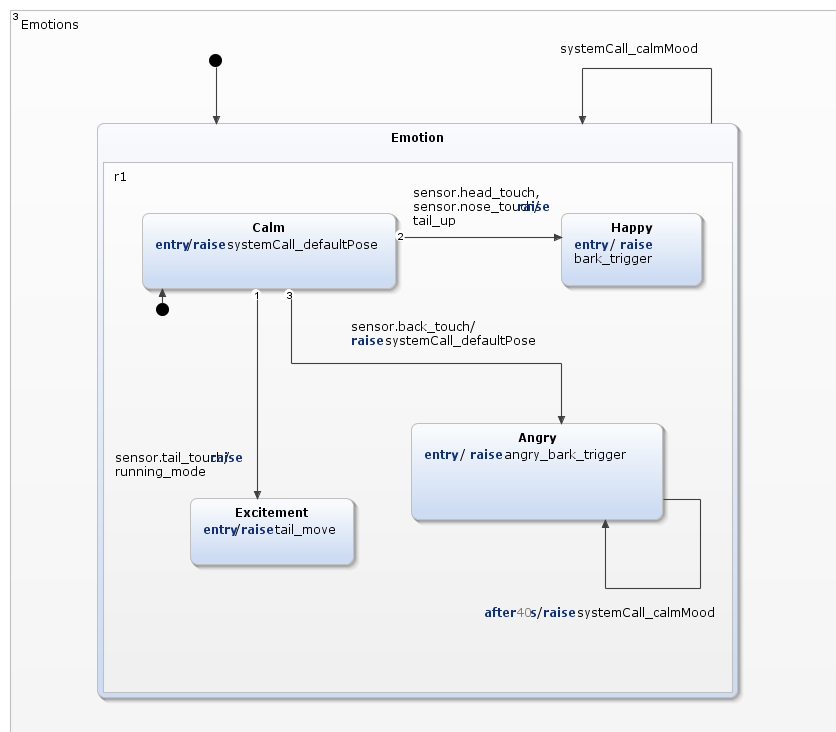 3
Emotions
systemCall_calmMood
Emotion
r1
sensor.head_touch,
sensor.nose_touch/raise
tail_up
Calm
entry/raise systemCall_defaultPose
2
Happy
entry / raise
bark_trigger
1
3
sensor.back_touch/
raise systemCall_defaultPose
Angry
entry / raise angry_bark_trigger
sensor.tail_touch/raise
running_mode
Excitement
entry/raise tail_move
after 40s/raise systemCall_calmMood